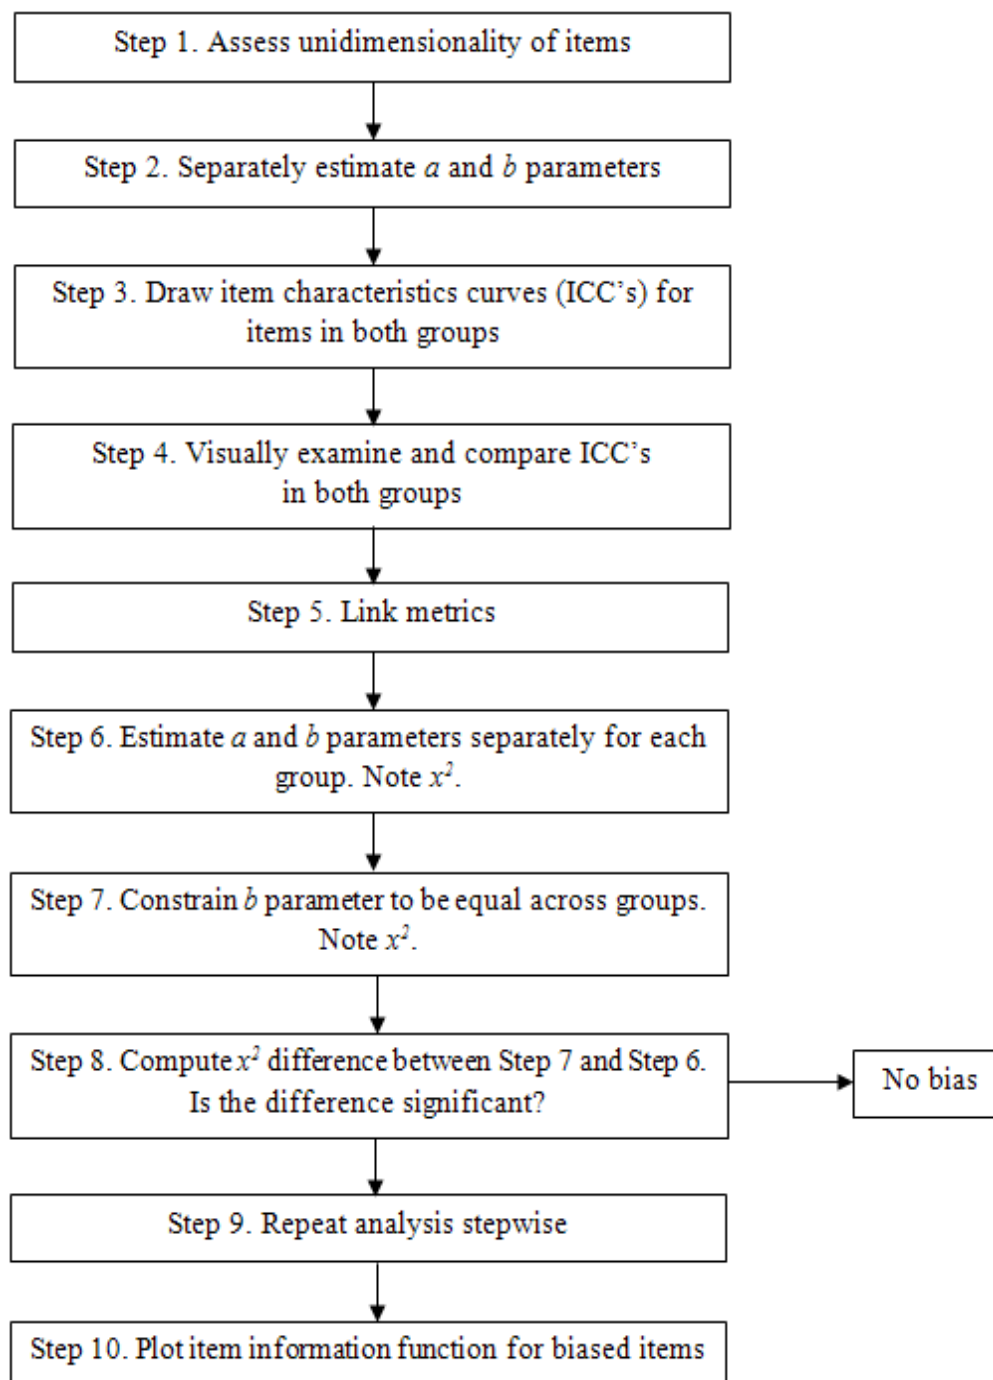 Step 1. Assess unidimensionality of items
Step 2. Separately estimate a and b parameters
Step 3. Draw item characteristics curves (ICC's) for
items in both groups
Step 4. Visually examine and compare ICC's
in both groups
Step 5. Link metrics
Step 6. Estimate a and b parameters separately for each
group. Note x².
Step 7. Constrain b parameter to be equal across groups.
Note x².
Step 8. Compute x² difference between Step 7 and Step 6.
Is the difference significant?
No bias
Step 9. Repeat analysis stepwise
Step 10. Plot item information function for biased items